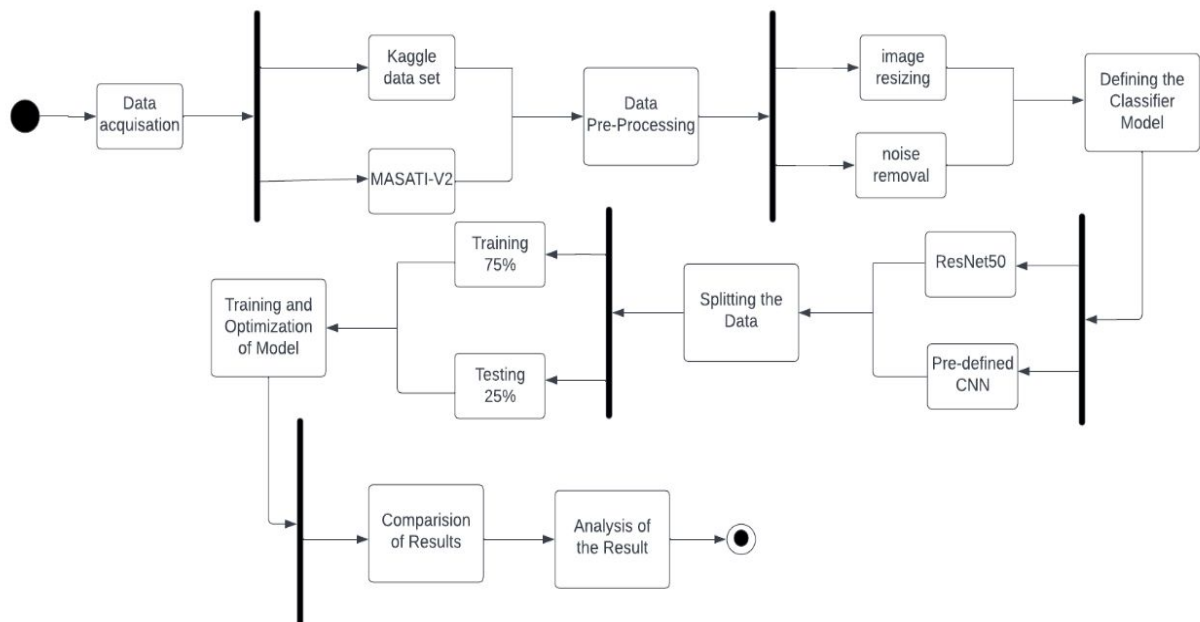 Data
acquisation
Kaggle
data set
MASATI-V2
Data
Pre-Processing
image
resizing
noise
removal
Defining the
Classifier
Model
ResNet50
Pre-defined
CNN
Splitting the
Data
Training
75%
Testing
25%
Training and
Optimization
of Model
Comparision
of Results
Analysis of
the Result